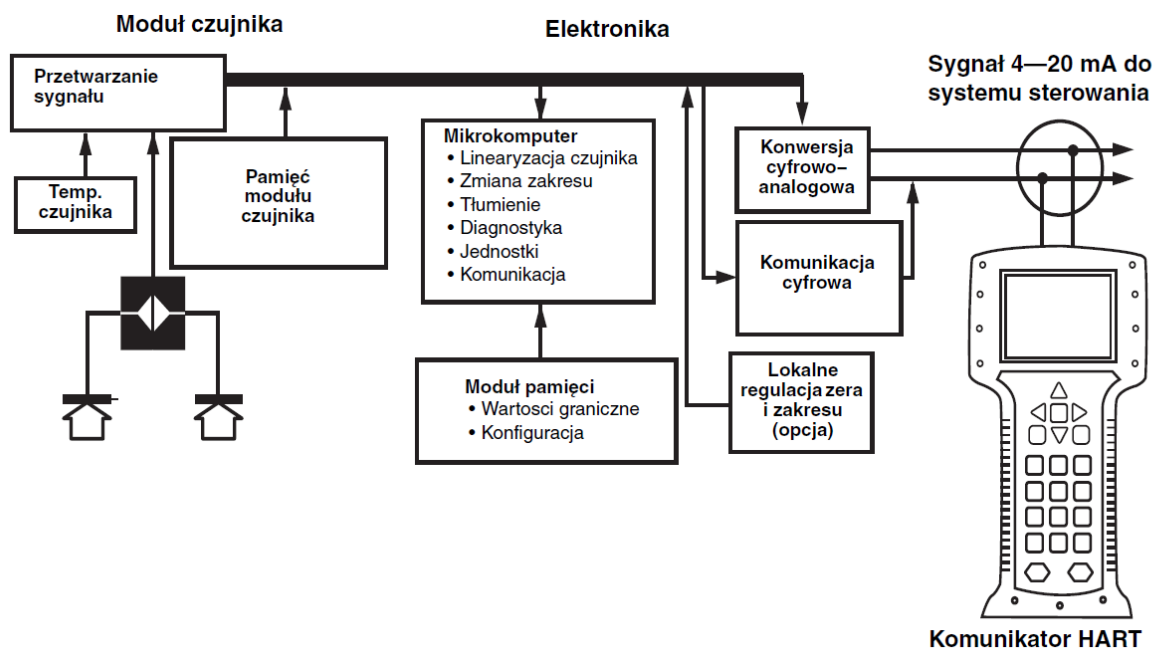 Moduł czujnika
Elektronika
Przetwarzanie
sygnału
Temp.
czujnika
Pamięć
modułu
czujnika
Mikrokomputer
• Linearyzacja czujnika
• Zmiana zakresu
• Tłumienie
• Diagnostyka
• Jednostki
• Komunikacja
Moduł pamięci
• Wartosci graniczne
• Konfiguracja
Konwersja
cyfrowo–
analogowa
Komunikacja
cyfrowa
Lokalne
regulacja zera
i zakresu
(opcja)
Sygnał 4—20 mA do
systemu sterowania
Komunikator HART